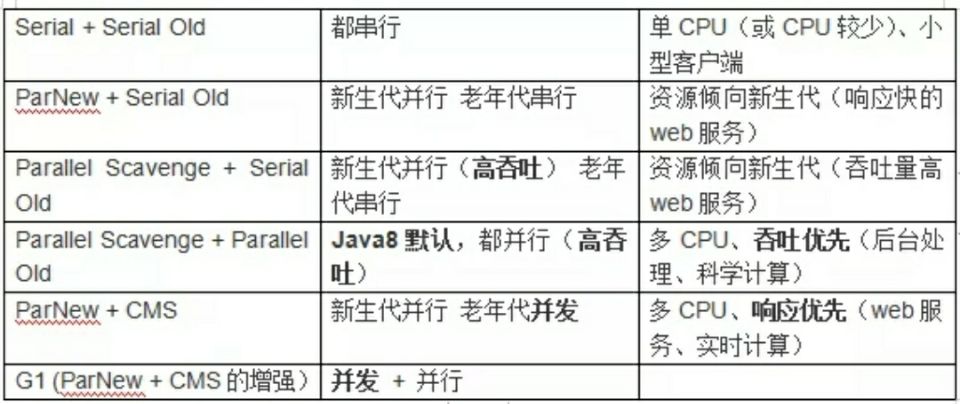 Serial + Serial Old
都串行
单 CPU（或 CPU 较少）、小
型客户端
ParNew + Serial Old
新生代并行 老年代串行
资源倾向新生代（响应快的
web 服务）
Parallel Scavenge + Serial
Old
新生代并行（高吞吐） 老年
代串行
资源倾向新生代（吞吐量高
web 服务）
Parallel Scavenge + Parallel
Old
Java8 默认，都并行（高吞
吐）
多 CPU、吞吐优先（后台处
理、科学计算）
ParNew + CMS
新生代并行 老年代并发
多 CPU、响应优先（web 服
务、实时计算）
G1 (ParNew + CMS 的增强）
并发 + 并行